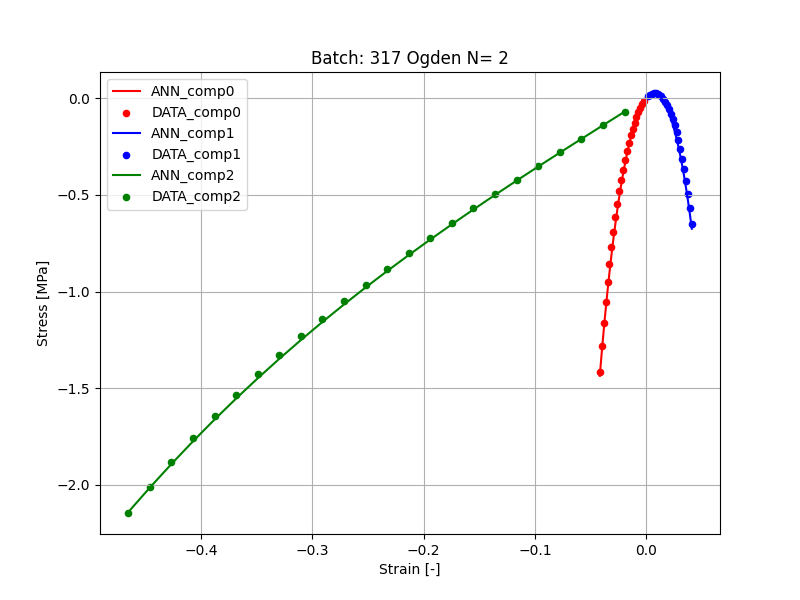 Batch: 317 Ogden N= 2
ANN_comp0
DATA_comp0
ANN_comp1
DATA_comp1
ANN_comp2
DATA_comp2
0.0
−0.5
−1.0
−1.5
−2.0
Stress [MPa]
−0.4
−0.3
−0.2
−0.1
0.0
Strain [-]